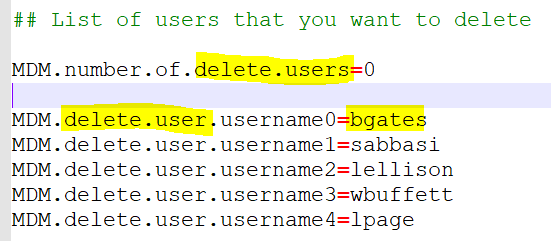 ## List of users that you want to delete
MDM.number.of.delete.users=0
MDM.delete.user.username0=bgates
MDM.delete.user.username1=sabbasi
MDM.delete.user.username2=lellison
MDM.delete.user.username3=wbuffett
MDM.delete.user.username4=lpage